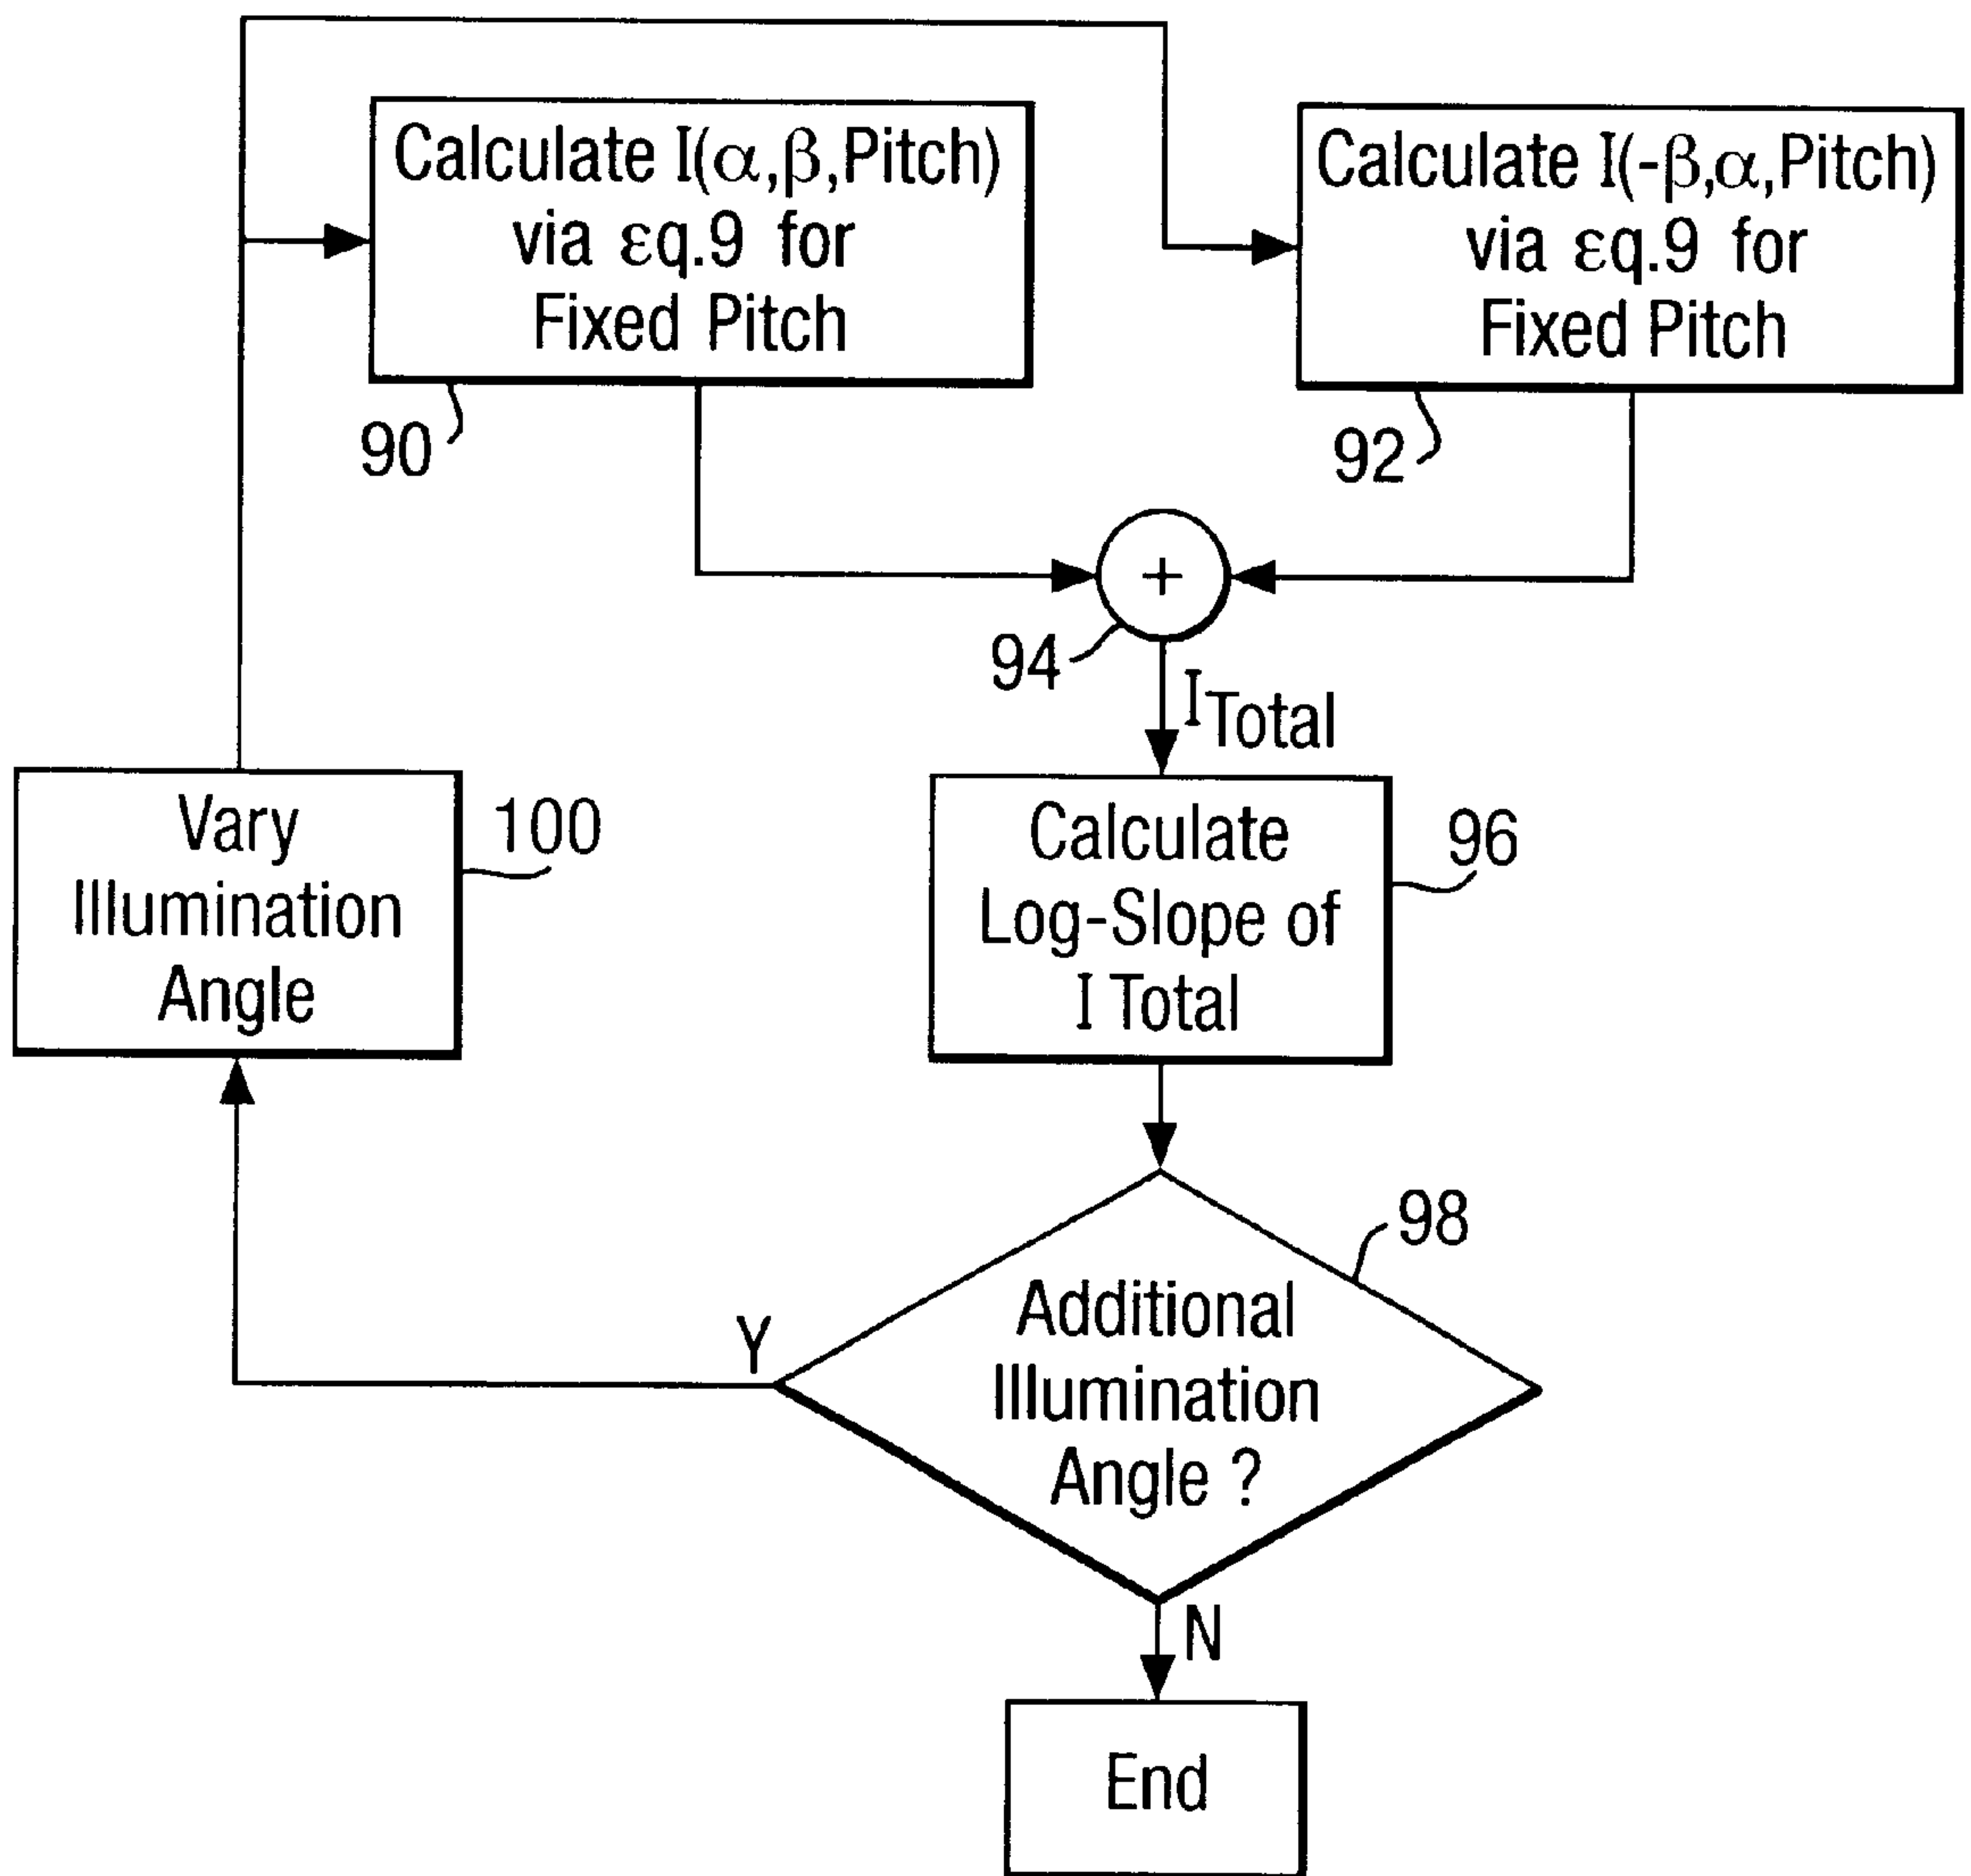 Calculate I(α,β,Pitch)
via εq.9 for
Fixed Pitch
90
Calculate I(-β,α,Pitch)
via εq.9 for
Fixed Pitch
92
+
94
I Total
Vary
Illumination
Angle
100
Calculate
Log-Slope of
I Total
96
Additional
Illumination
Angle ?
98
Y
N
End